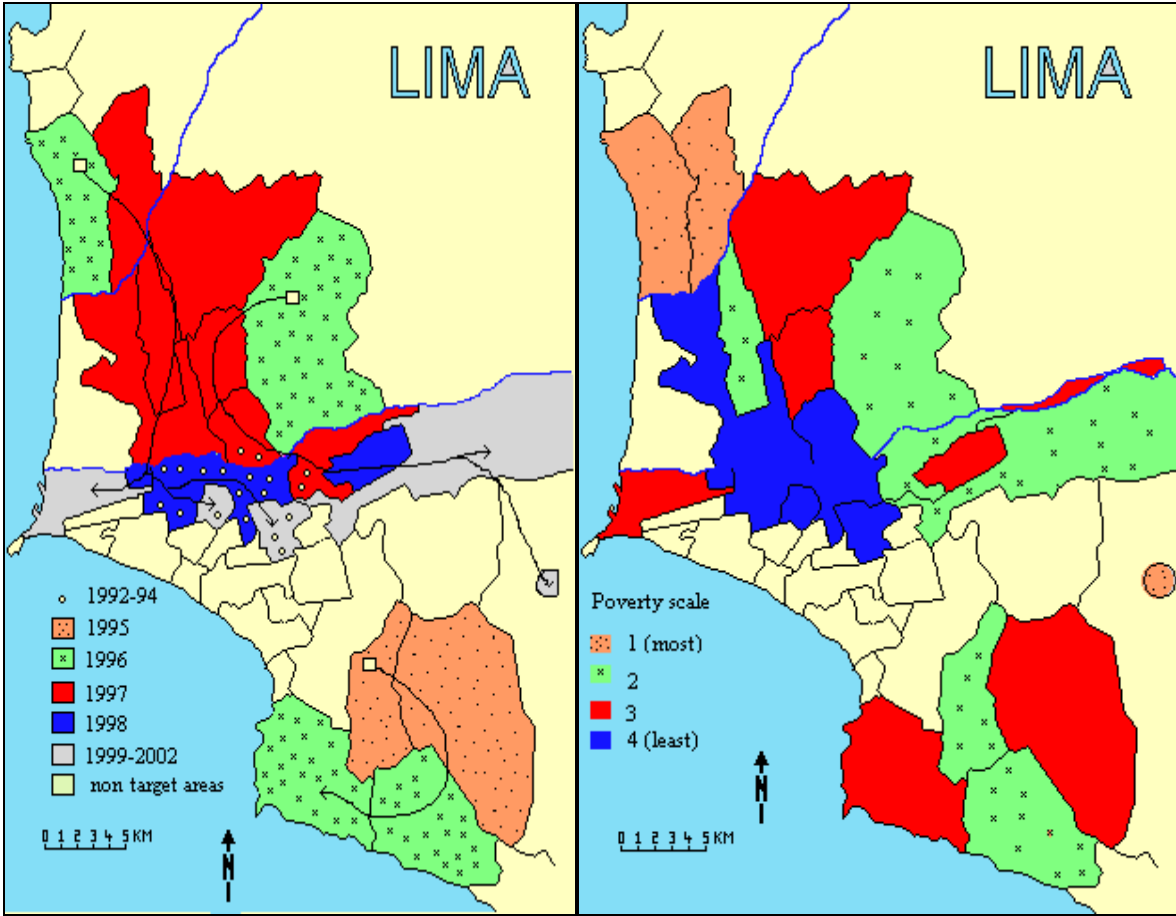 LIMA
1992-94
1995
1996
1997
1998
1999-2002
non target areas
0 1 2 3 4 5 KM
N
LIMA
Poverty scale
1 (most)
2
3
4 (least)
0 1 2 3 4 5 KM
N